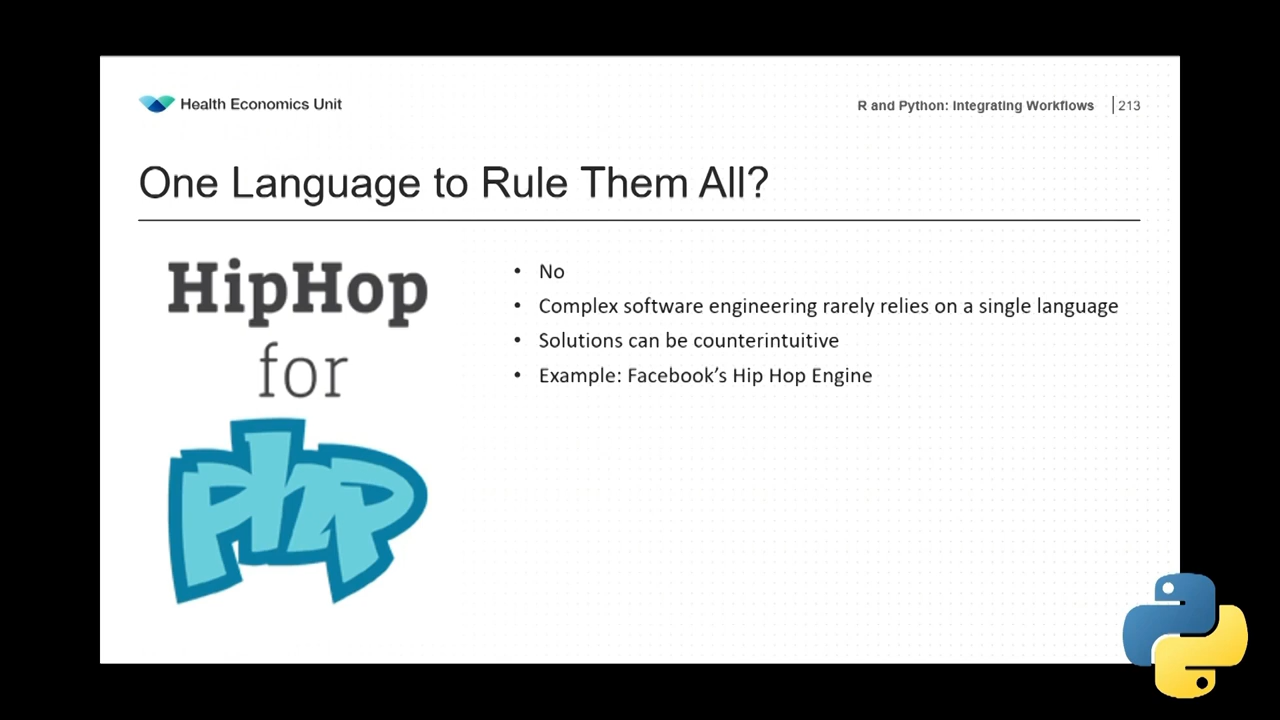 Health Economics Unit
R and Python: Integrating Workflows | 213
One Language to Rule Them All?
HipHop
for
php
• No
• Complex software engineering rarely relies on a single language
• Solutions can be counterintuitive
• Example: Facebook’s Hip Hop Engine